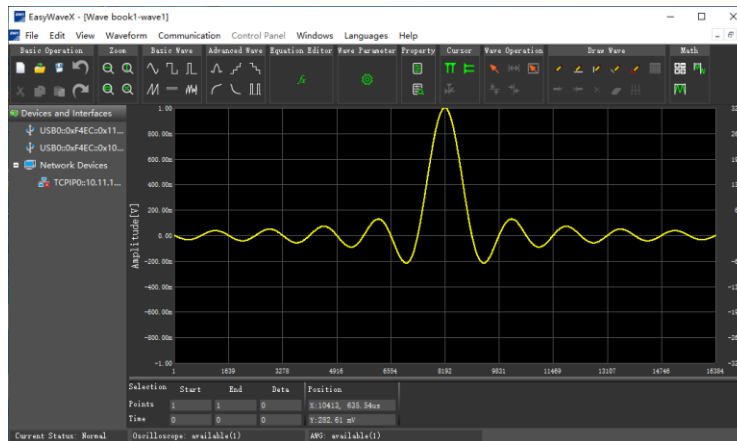 EasyWaveX - [Wave book1-wave1]
File Edit View Waveform Communication Control Panel Windows Languages Help
Basic Operation Zoom Basic Wave Advanced Wave Equation Editor Wave Parameter Property Cursor Wave Operation Draw Wave Math
Devices and Interfaces
USB0::0xF4EC::0x11...
USB0::0xF4EC::0x10...
Network Devices
TCPIP0::10.11.1...
Amplitude[V]
1.00
800.00m
600.00m
400.00m
200.00m
0.00
-200.00m
-400.00m
-600.00m
-800.00m
-1.00
1 1639 3278 4916 6554 8192 9831 11469 13107 14746 16384
Selection Start End Deta Position
Points 1 1 0 X:10413, 635.54us
Time 0 0 0 Y:282.61 mV
Current Status: Normal Oscilloscope: available(1) AWG: available(1)